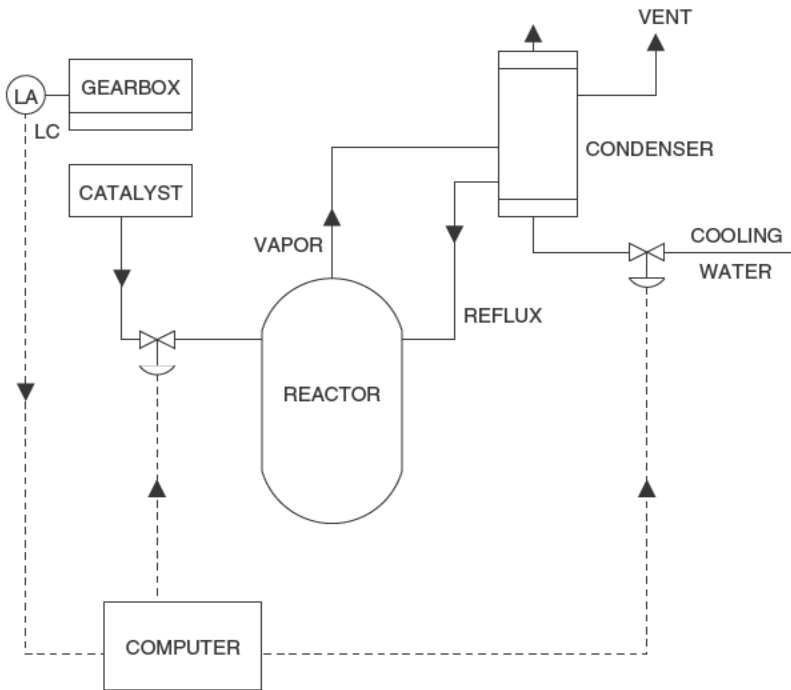 VENT
GEARBOX
LA
LC
CONDENSER
CATALYST
VAPOR
COOLING
WATER
REFLUX
REACTOR
COMPUTER